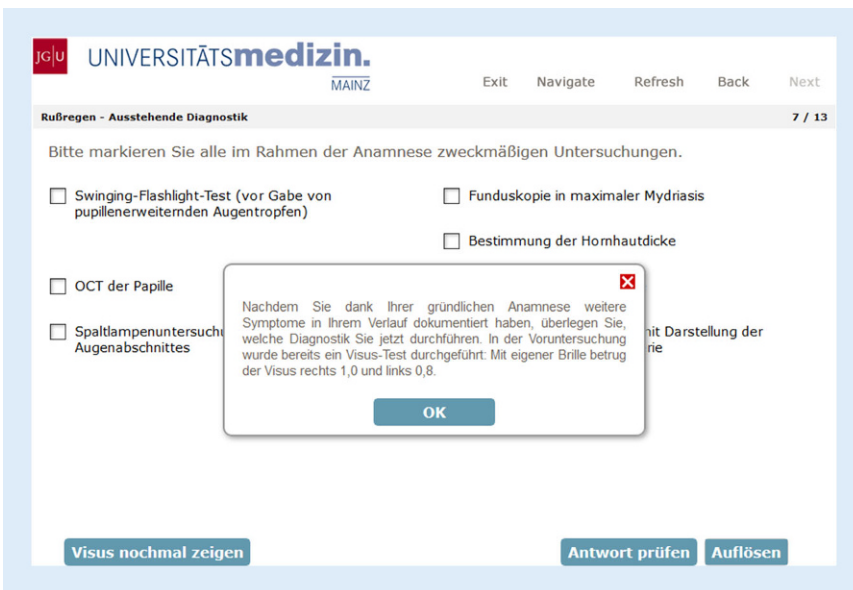 JG|U UNIVERSITÄTSmedizin.
MAINZ
Exit Navigate Refresh Back Next
Rußregen - Ausstehende Diagnostik 7 / 13
Bitte markieren Sie alle im Rahmen der Anamnese zweckmäßigen Untersuchungen.
Swinging-Flashlight-Test (vor Gabe von
pupillenerweiternden Augentropfen)
Funduskopie in maximaler Mydriasis
Bestimmung der Hornhautdicke
OCT der Papille
Augenabschnittes
Darstellung der
Nachdem Sie dank Ihrer gründlichen Anamnese weitere
Symptome in Ihrem Verlauf dokumentiert haben, überlegen Sie,
welche Diagnostik Sie jetzt durchführen. In der Voruntersuchung
wurde bereits ein Visus-Test durchgeführt: Mit eigener Brille betrug
der Visus rechts 1,0 und links 0,8.
OK
Visus nochmal zeigen Antwort prüfen Auflösen